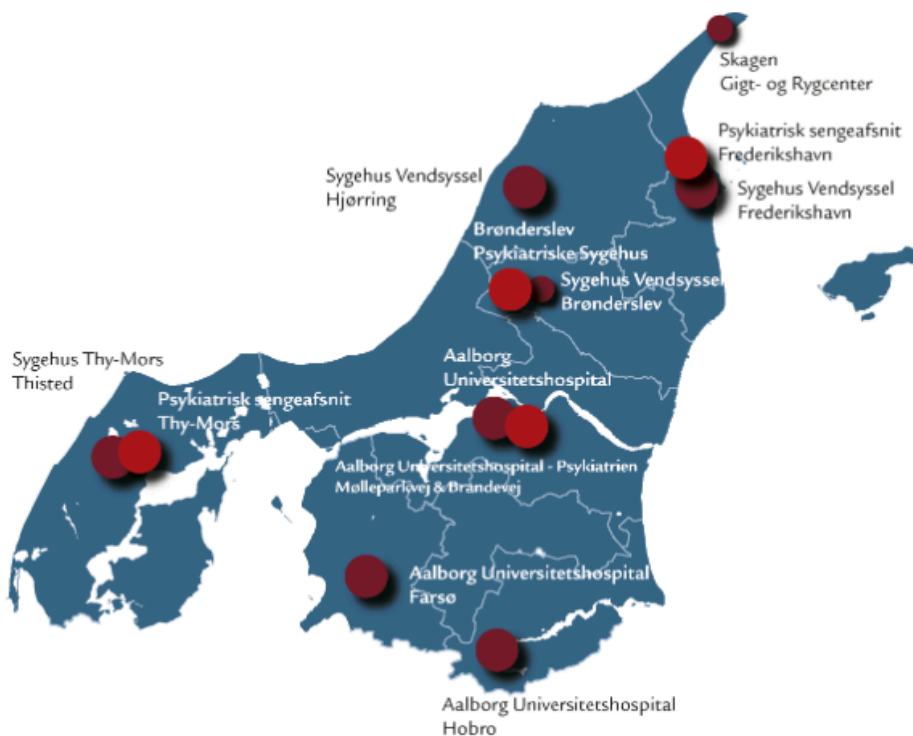 Skagen
Gigt- og Rygcenter
Psykiatrisk sengeafsnit
Frederikshavn
Sygehus Vendsyssel
Hjørring
Sygehus Vendsyssel
Frederikshavn
Brønderslev
Psykiatriske Sygehus
Sygehus Vendsyssel
Brønderslev
Sygehus Thy-Mors
Thisted
Aalborg
Universitetshospital
Psykiatrisk sengeafsnit
Thy-Mors
Aalborg Universitetshospital - Psykiatrien
Mølleparkvej & Brandevej
Aalborg Universitetshospital
Farsø
Aalborg Universitetshospital
Hobro